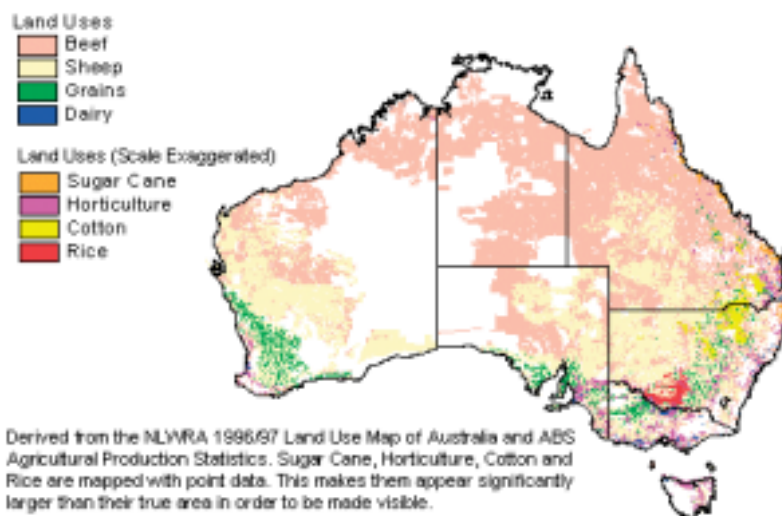 Land Uses
Beef
Sheep
Grains
Dairy
Land Uses (Scale Exaggerated)
Sugar Cane
Horticulture
Cotton
Rice
Derived from the NLWRA 1996/97 Land Use Map of Australia and ABS
Agricultural Production Statistics. Sugar Cane, Horticulture, Cotton and
Rice are mapped with point data. This makes them appear significantly
larger than their true area in order to be made visible.